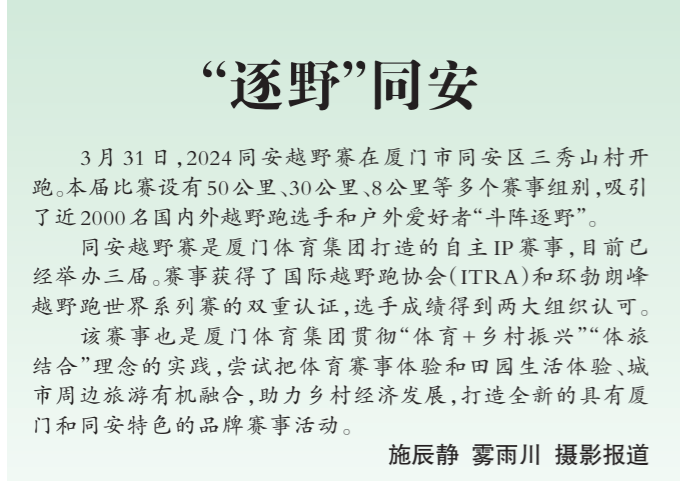 “逐野”同安
3月31日,2024同安越野赛在厦门市同安区三秀山村开
跑。本届比赛设有50公里、30公里、8公里等多个赛事组别,吸引
了近2000名国内外越野跑选手和户外爱好者“斗阵逐野”。
同安越野赛是厦门体育集团打造的自主IP赛事,目前已
经举办三届。赛事获得了国际越野跑协会(ITRA)和环勃朗峰
越野跑世界系列赛的双重认证,选手成绩得到两大组织认可。
该赛事也是厦门体育集团贯彻“体育+乡村振兴”“体旅
结合”理念的实践,尝试把体育赛事体验和田园生活体验、城
市周边旅游有机融合,助力乡村经济发展,打造全新的具有厦
门和同安特色的品牌赛事活动。
施辰静 雾雨川 摄影报道